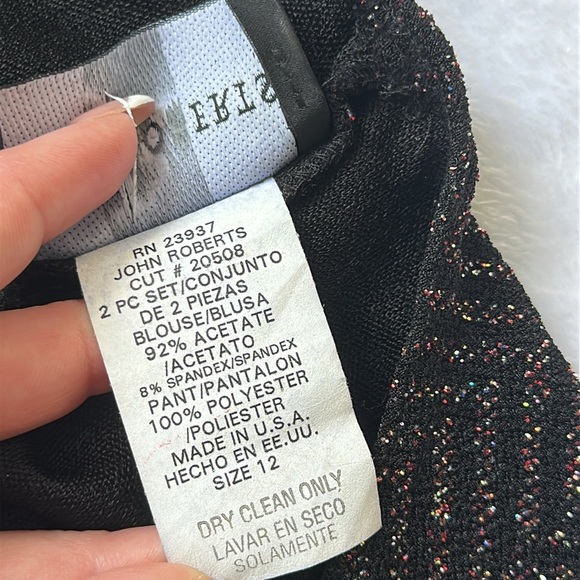 RN 23937
JOHN ROBERTS
CUT # 20508
2 PC SET/CONJUNTO
DE 2 PIEZAS
BLOUSE/BLUSA
92% ACETATE
/ACETATO
8% SPANDEX/SPANDEX
PANT/PANTALON
100% POLYESTER
/POLIESTER
MADE IN U.S.A.
HECHO EN EE.UU.
SIZE 12
DRY CLEAN ONLY
LAVAR EN SECO
SOLAMENTE